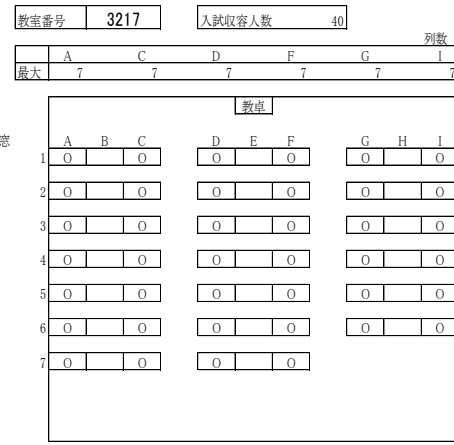 教室番号 3217 入試収容人数 40
列数
A C D F G I
最大 7 7 7 7 7 7
教卓
窓
A B C D E F G H I
1 O O O O O O
2 O O O O O O
3 O O O O O O
4 O O O O O O
5 O O O O O O
6 O O O O O O
7 O O O O